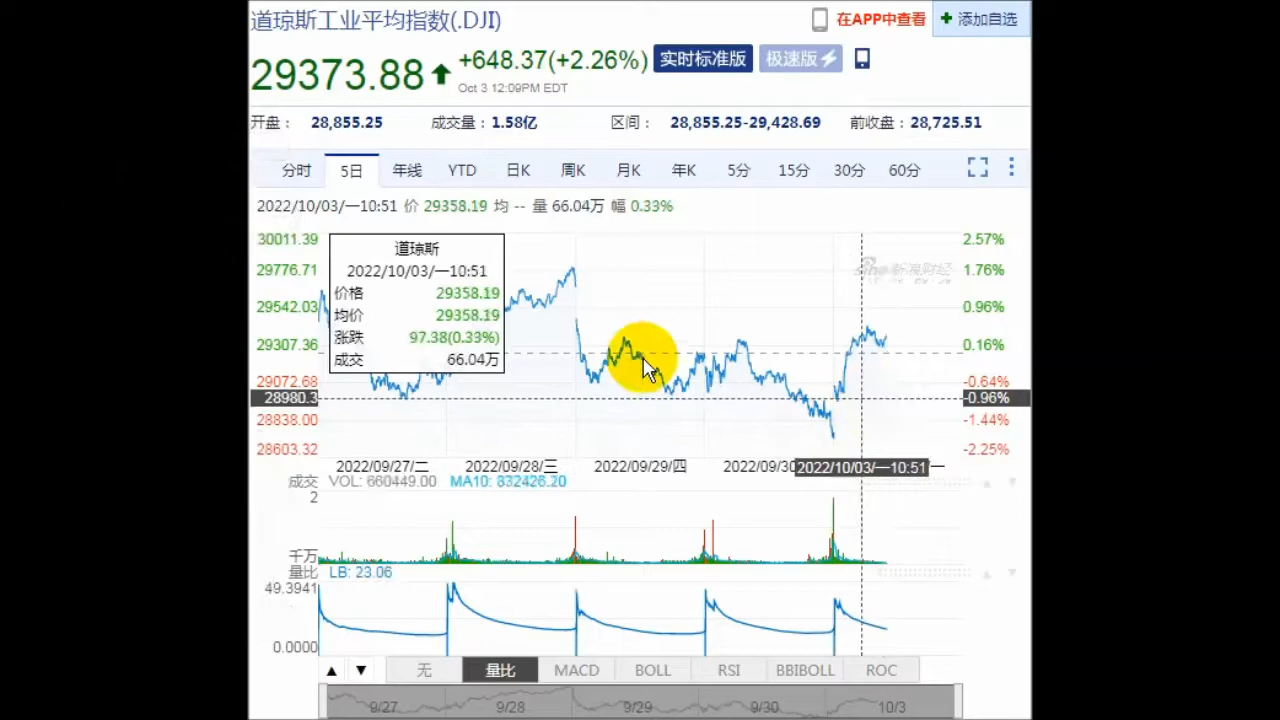 道琼斯工业平均指数(.DJI)
在APP中查看
添加自选
29373.88
+648.37(+2.26%)
Oct 3 12:09PM EDT
实时标准版
极速版
开盘： 28,855.25 成交量：1.58亿 区间： 28,855.25-29,428.69 前收盘：28,725.51
分时 5日 年线 YTD 日K 周K 月K 年K 5分 15分 30分 60分
2022/10/03/一10:51 价 29358.19 均 -- 量 66.04万 幅 0.33%
30011.39 2.57%
29776.71 1.76%
29542.03 0.96%
29307.36 0.16%
29072.68 -0.64%
28980.3 -0.96%
28838.00 -1.44%
28603.32 -2.25%
道琼斯
2022/10/03/一10:51
价格 29358.19
均价 29358.19
涨跌 97.38(0.33%)
成交 66.04万
新浪财经
2022/09/27/二 2022/09/28/三 2022/09/29/四 2022/09/30 2022/10/03/一10:51 一
成交 VOL: 660449.00 MA10: 832426.20
2
千万
量比 LB: 23.06
49.3941
0.0000
▲ ▼ 无 量比 MACD BOLL RSI BBIBOLL ROC
9/27 9/28 9/29 9/30 10/3